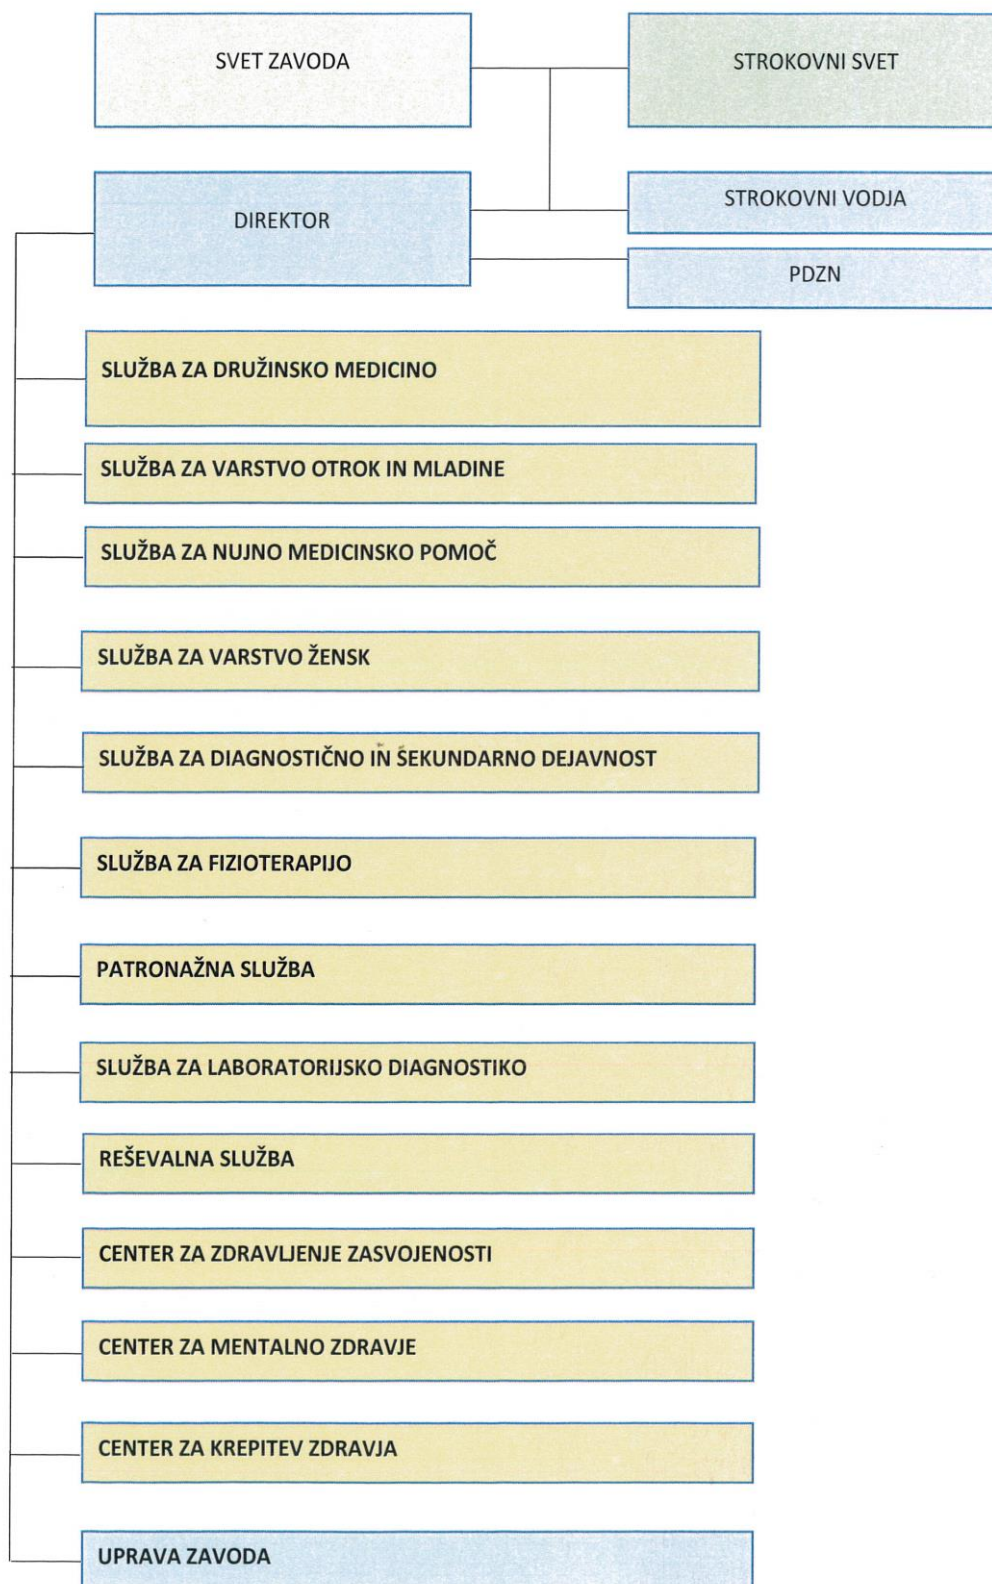 SVET ZAVODA
STROKOVNI SVET
DIREKTOR
STROKOVNI VODJA
PDZN
SLUŽBA ZA DRUŽINSKO MEDICINO
SLUŽBA ZA VARSTVO OTROK IN MLADINE
SLUŽBA ZA NUJNO MEDICINSKO POMOČ
SLUŽBA ZA VARSTVO ŽENSK
SLUŽBA ZA DIAGNOSTIČNO IN SEKUNDARNO DEJAVNOST
SLUŽBA ZA FIZIOTERAPIJO
PATRONAŽNA SLUŽBA
SLUŽBA ZA LABORATORIJSKO DIAGNOSTIKO
REŠEVALNA SLUŽBA
CENTER ZA ZDRAVLJENJE ZASVOJENOSTI
CENTER ZA MENTALNO ZDRAVJE
CENTER ZA KREPITEV ZDRAVJA
UPRAVA ZAVODA